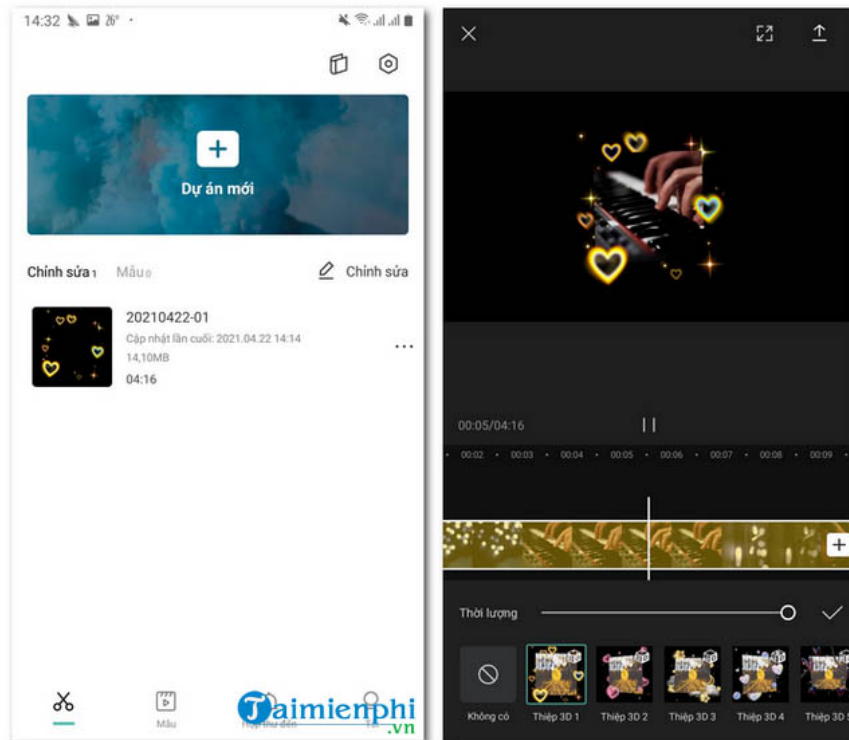 14:32 26°
Dự án mới
Chỉnh sửa 1 Mẫu 0 Chỉnh sửa
20210422-01
Cập nhật lần cuối: 2021.04.22 14:14
14,10MB
04:16
Mẫu
Taimienphi
.vn
00:05/04:16
00:02 00:03 00:04 00:05 00:06 00:07 00:08 00:09
Thời lượng
Không có Thiệp 3D 1 Thiệp 3D 2 Thiệp 3D 3 Thiệp 3D 4 Thiệp 3D